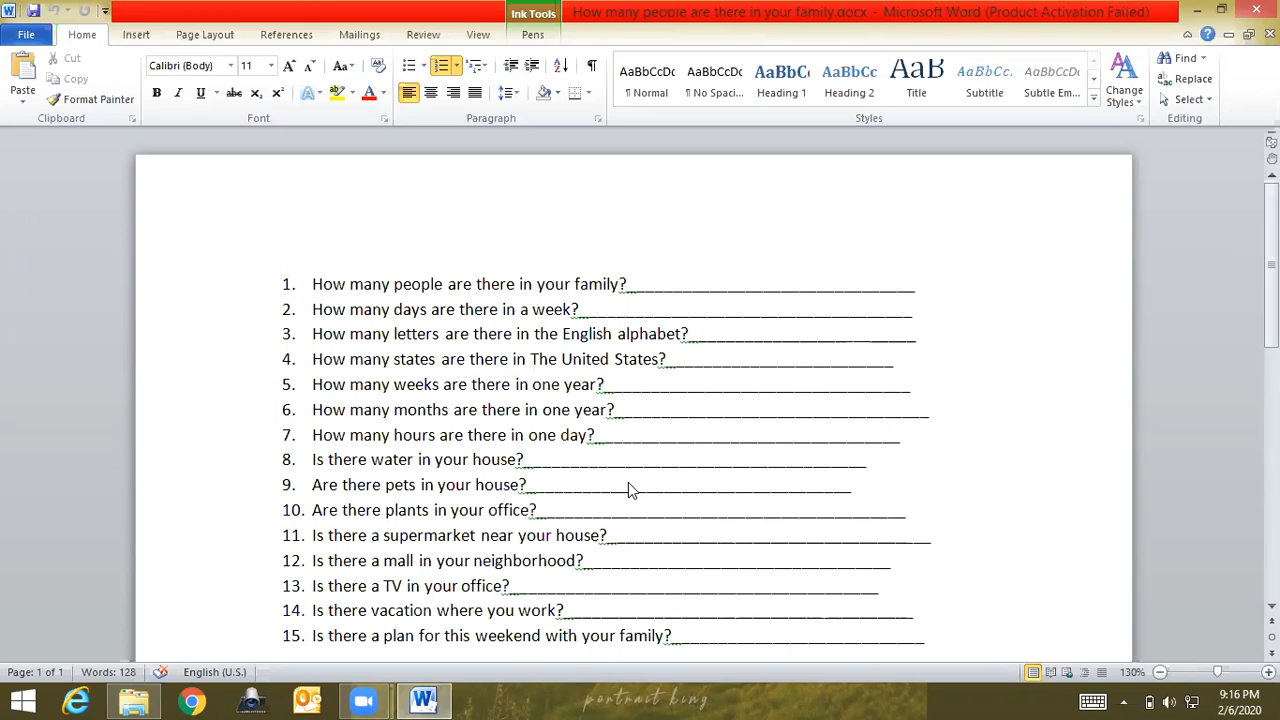 Ink Tools
How many people are there in your family.docx - Microsoft Word (Product Activation Failed)
File Home Insert Page Layout References Mailings Review View Pens
Paste
Cut
Copy
Format Painter
Clipboard
Calibri (Body) 11
Font
Paragraph
AaBbCcDc AaBbCcDc AaBbC AaBbCc AaB AaBbCcL AaBbCcDc
¶ Normal ¶ No Spaci... Heading 1 Heading 2 Title Subtitle Subtle Em...
Change Styles
Styles
Find
Replace
Select
Editing
1. How many people are there in your family?
2. How many days are there in a week?
3. How many letters are there in the English alphabet?
4. How many states are there in The United States?
5. How many weeks are there in one year?
6. How many months are there in one year?
7. How many hours are there in one day?
8. Is there water in your house?
9. Are there pets in your house?
10. Are there plants in your office?
11. Is there a supermarket near your house?
12. Is there a mall in your neighborhood?
13. Is there a TV in your office?
14. Is there vacation where you work?
15. Is there a plan for this weekend with your family?
Page: 1 of 1 Words: 128 English (U.S.) 130%
portrait king
9:16 PM
2/6/2020